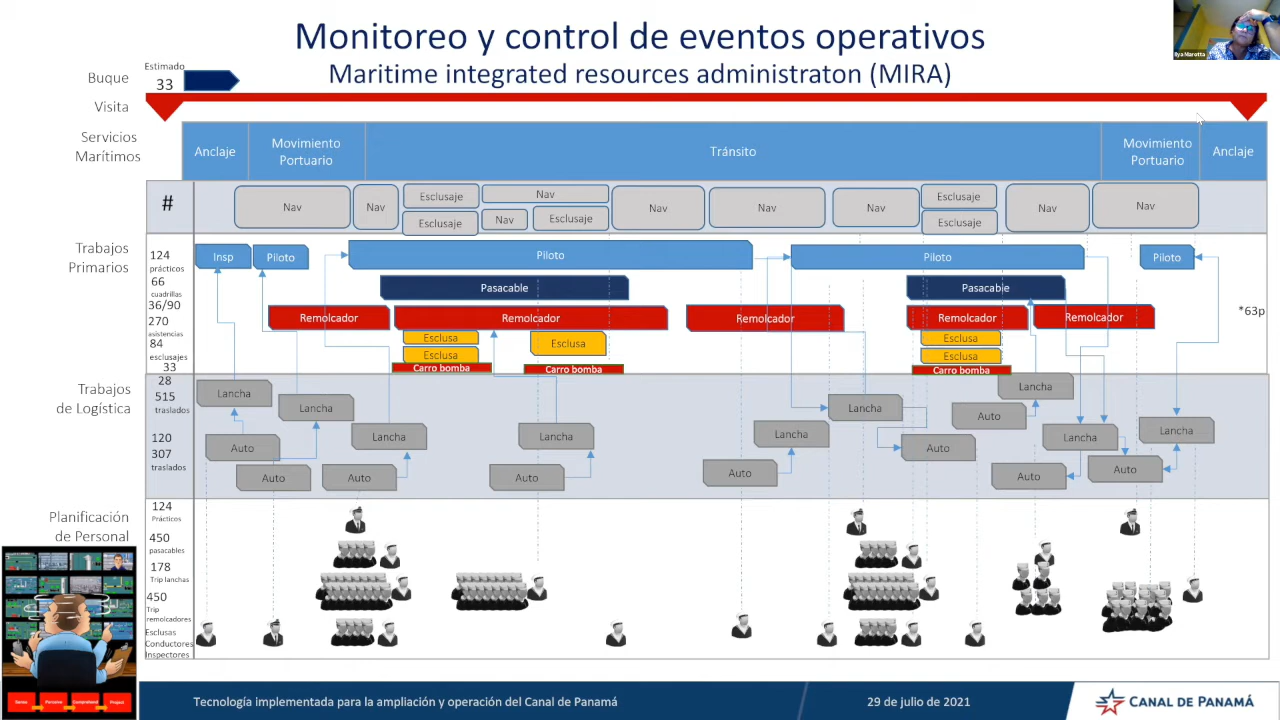 Monitoreo y control de eventos operativos
Maritime integrated resources administraton (MIRA)
Ilya Marotta
Buque
Estimado
33
Visita
Servicios
Marítimos
Anclaje
Movimiento
Portuario
Tránsito
Movimiento
Portuario
Anclaje
#
Nav
Nav
Esclusaje
Esclusaje
Nav
Nav
Esclusaje
Nav
Nav
Nav
Esclusaje
Esclusaje
Nav
Nav
Trabajos
Primarios
124
prácticos
66
cuadrillas
36/90
270
asistencias
84
esclusajes
33
Insp
Piloto
Piloto
Piloto
Piloto
Pasacable
Pasacable
Remolcador
Remolcador
Remolcador
Remolcador
Remolcador
*63p
Esclusa
Esclusa
Esclusa
Esclusa
Esclusa
Carro bomba
Carro bomba
Carro bomba
Trabajos
de Logística
28
515
traslados
120
307
traslados
Lancha
Lancha
Lancha
Lancha
Lancha
Lancha
Lancha
Lancha
Lancha
Auto
Auto
Auto
Auto
Auto
Auto
Auto
Auto
Auto
Planificación
de Personal
124
Prácticos
450
pasacables
178
Trip lanchas
450
Trip
remolcadores
Esclusas
Conductores
Inspectores
Sense
Perceive
Comprehend
Project
Tecnología implementada para la ampliación y operación del Canal de Panamá
29 de julio de 2021
CANAL DE PANAMÁ